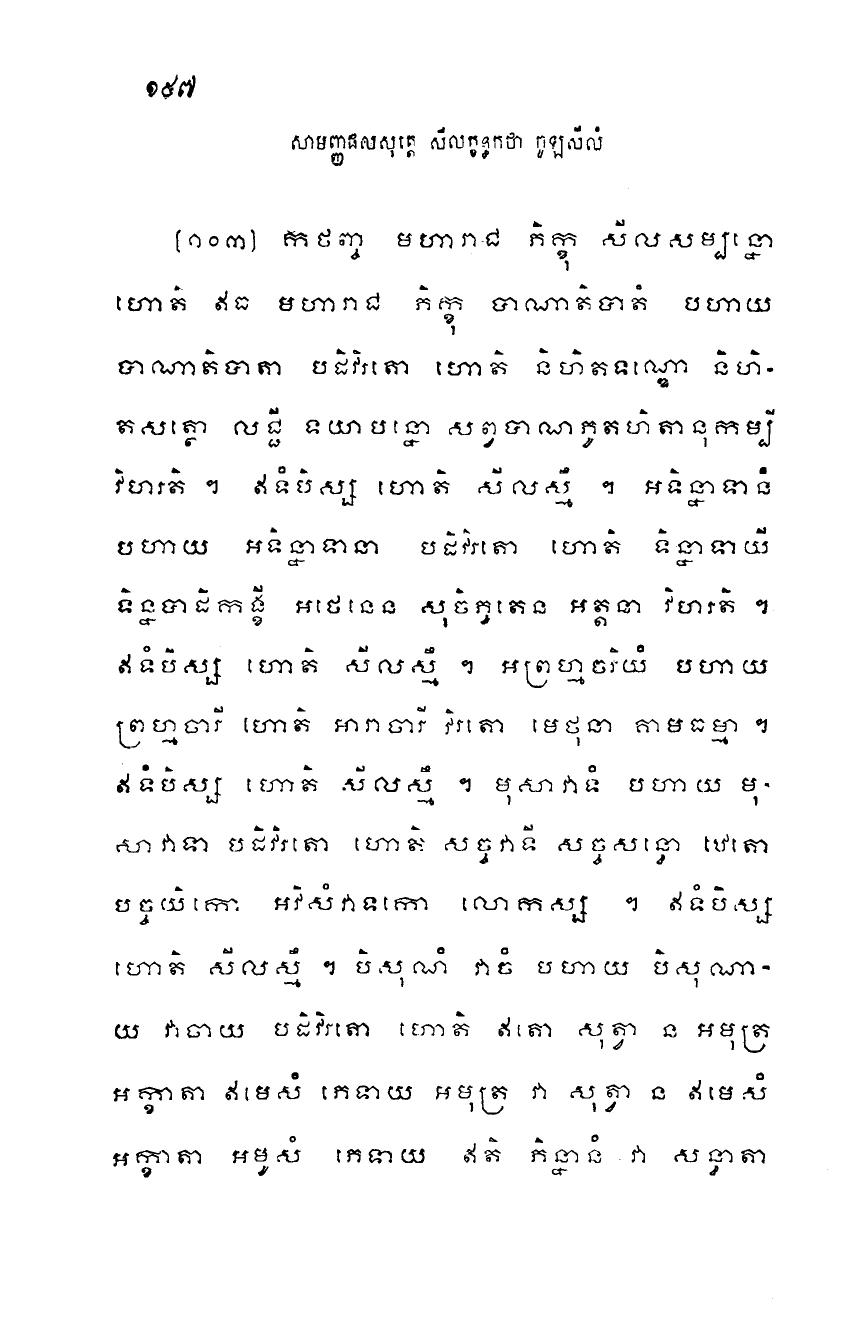 ១៩៧
សាមញ្ញផលសុត្តេ សីលក្ខន្ធកថា ចូឡសីលំ
(១០៣) កថញ្ច មហារាជ ភិក្ខុ សីលសម្បន្នោ
ហោតិ ឥធ មហារាជ ភិក្ខុ បាណាតិបាតំ បហាយ
បាណាតិបាតា បដិវិរតោ ហោតិ និហិតទណ្ឌោ និហិ-
តសត្ថោ លជ្ជី ទយាបន្នោ សព្វបាណភូតហិតានុកម្បី
វិហរតិ ។ ឥទំបិស្ស ហោតិ សីលស្មឹ ។ អទិន្នាទានំ
បហាយ អទិន្នាទានា បដិវិរតោ ហោតិ ទិន្នាទាយី
ទិន្នបាដិកង្ខី អថេនេន សុចិភូតេន អត្តនា វិហរតិ ។
ឥទំបិស្ស ហោតិ សីលស្មឹ ។ អព្រហ្មចរិយំ បហាយ
ព្រហ្មចារី ហោតិ អារាចារី វិរតោ មេថុនា គាមធម្មា ។
ឥទំបិស្ស ហោតិ សីលស្មឹ ។ មុសាវាទំ បហាយ មុ-
សាវាទា បដិវិរតោ ហោតិ សច្ចវាទី សច្ចសន្ធោ ឋេតោ
បច្ចយិកោ អវិសំវាទកោ លោកស្ស ។ ឥទំបិស្ស
ហោតិ សីលស្មឹ ។ បិសុណំ វាចំ បហាយ បិសុណា-
យ វាចាយ បដិវិរតោ ហោតិ ឥតោ សុត្វា ន អមុត្រ
អក្ខាតា ឥមេសំ ភេទាយ អមុត្រ វា សុត្វា ន ឥមេសំ
អក្ខាតា អមូសំ ភេទាយ ឥតិ ភិន្នានំ វា សន្ធាតា